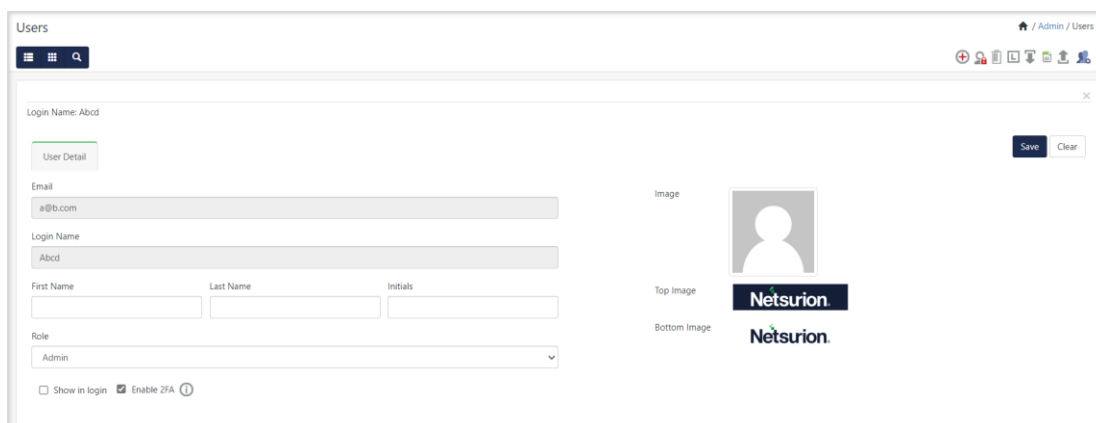 Users
/ Admin / Users
Login Name: Abcd
×
User Detail
Save Clear
Email
a@b.com
Login Name
Abcd
First Name Last Name Initials
Role
Admin
Show in login Enable 2FA
Image
Top Image
Netsurion.
Bottom Image
Netsurion.